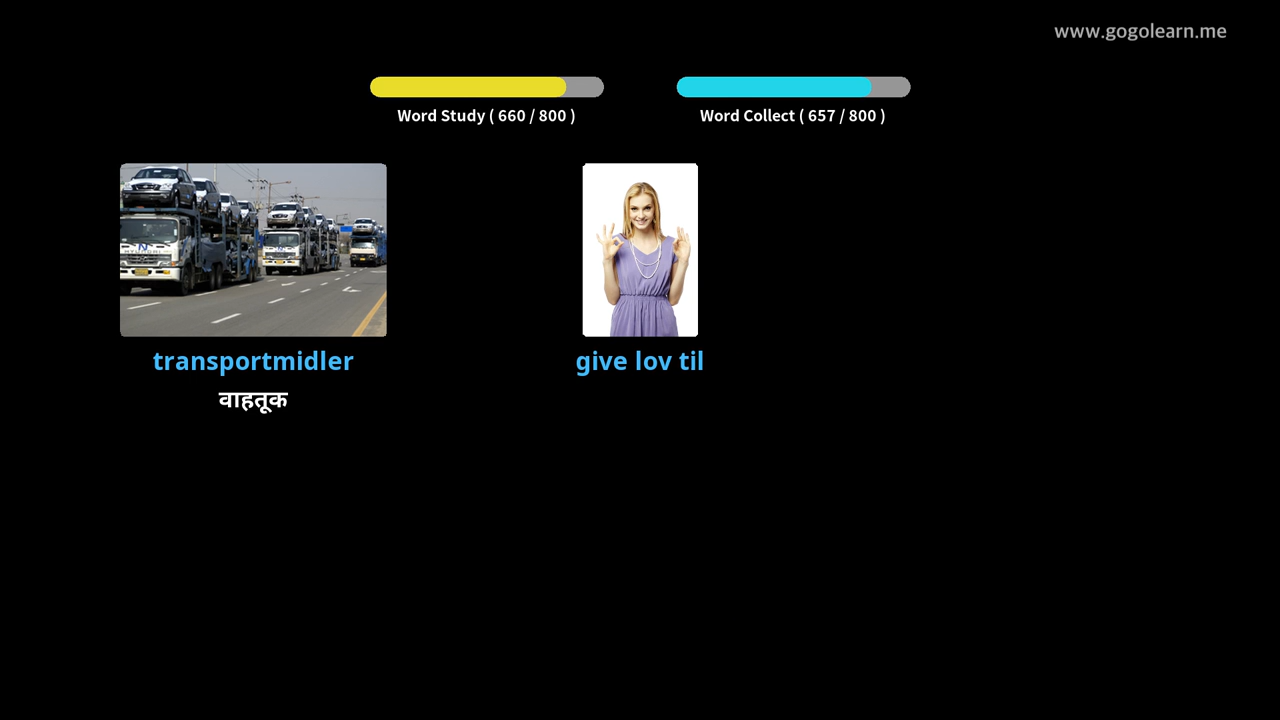 www.gogolearn.me
Word Study ( 660 / 800 )
Word Collect ( 657 / 800 )
transportmidler
give lov til
वाहतूक